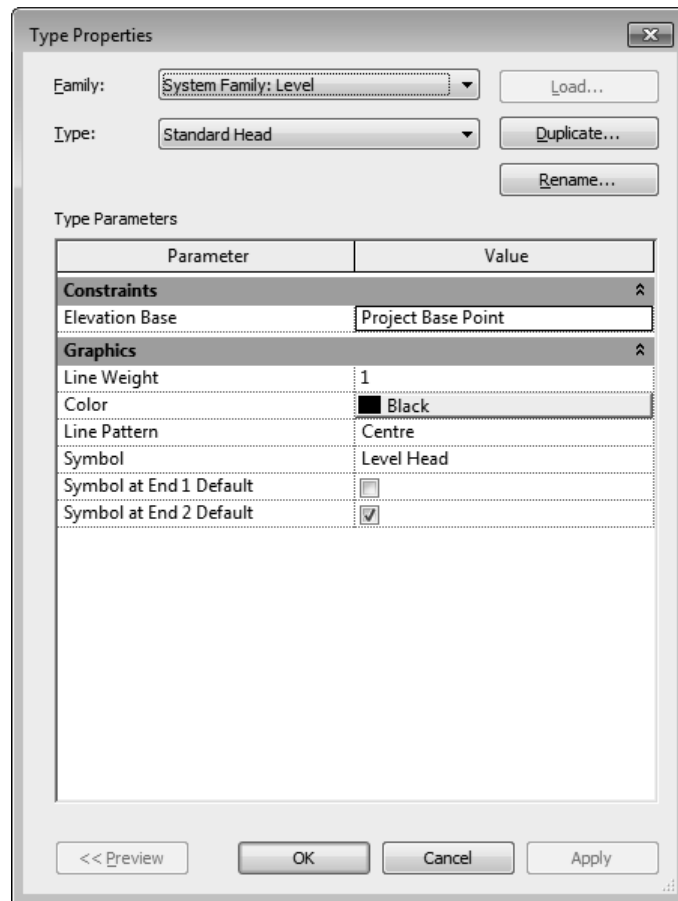 Type Properties
Family: System Family: Level Load...
Type: Standard Head Duplicate...
Rename...
Type Parameters
Parameter Value
Constraints
Elevation Base Project Base Point
Graphics
Line Weight 1
Color Black
Line Pattern Centre
Symbol Level Head
Symbol at End 1 Default
Symbol at End 2 Default
<< Preview OK Cancel Apply